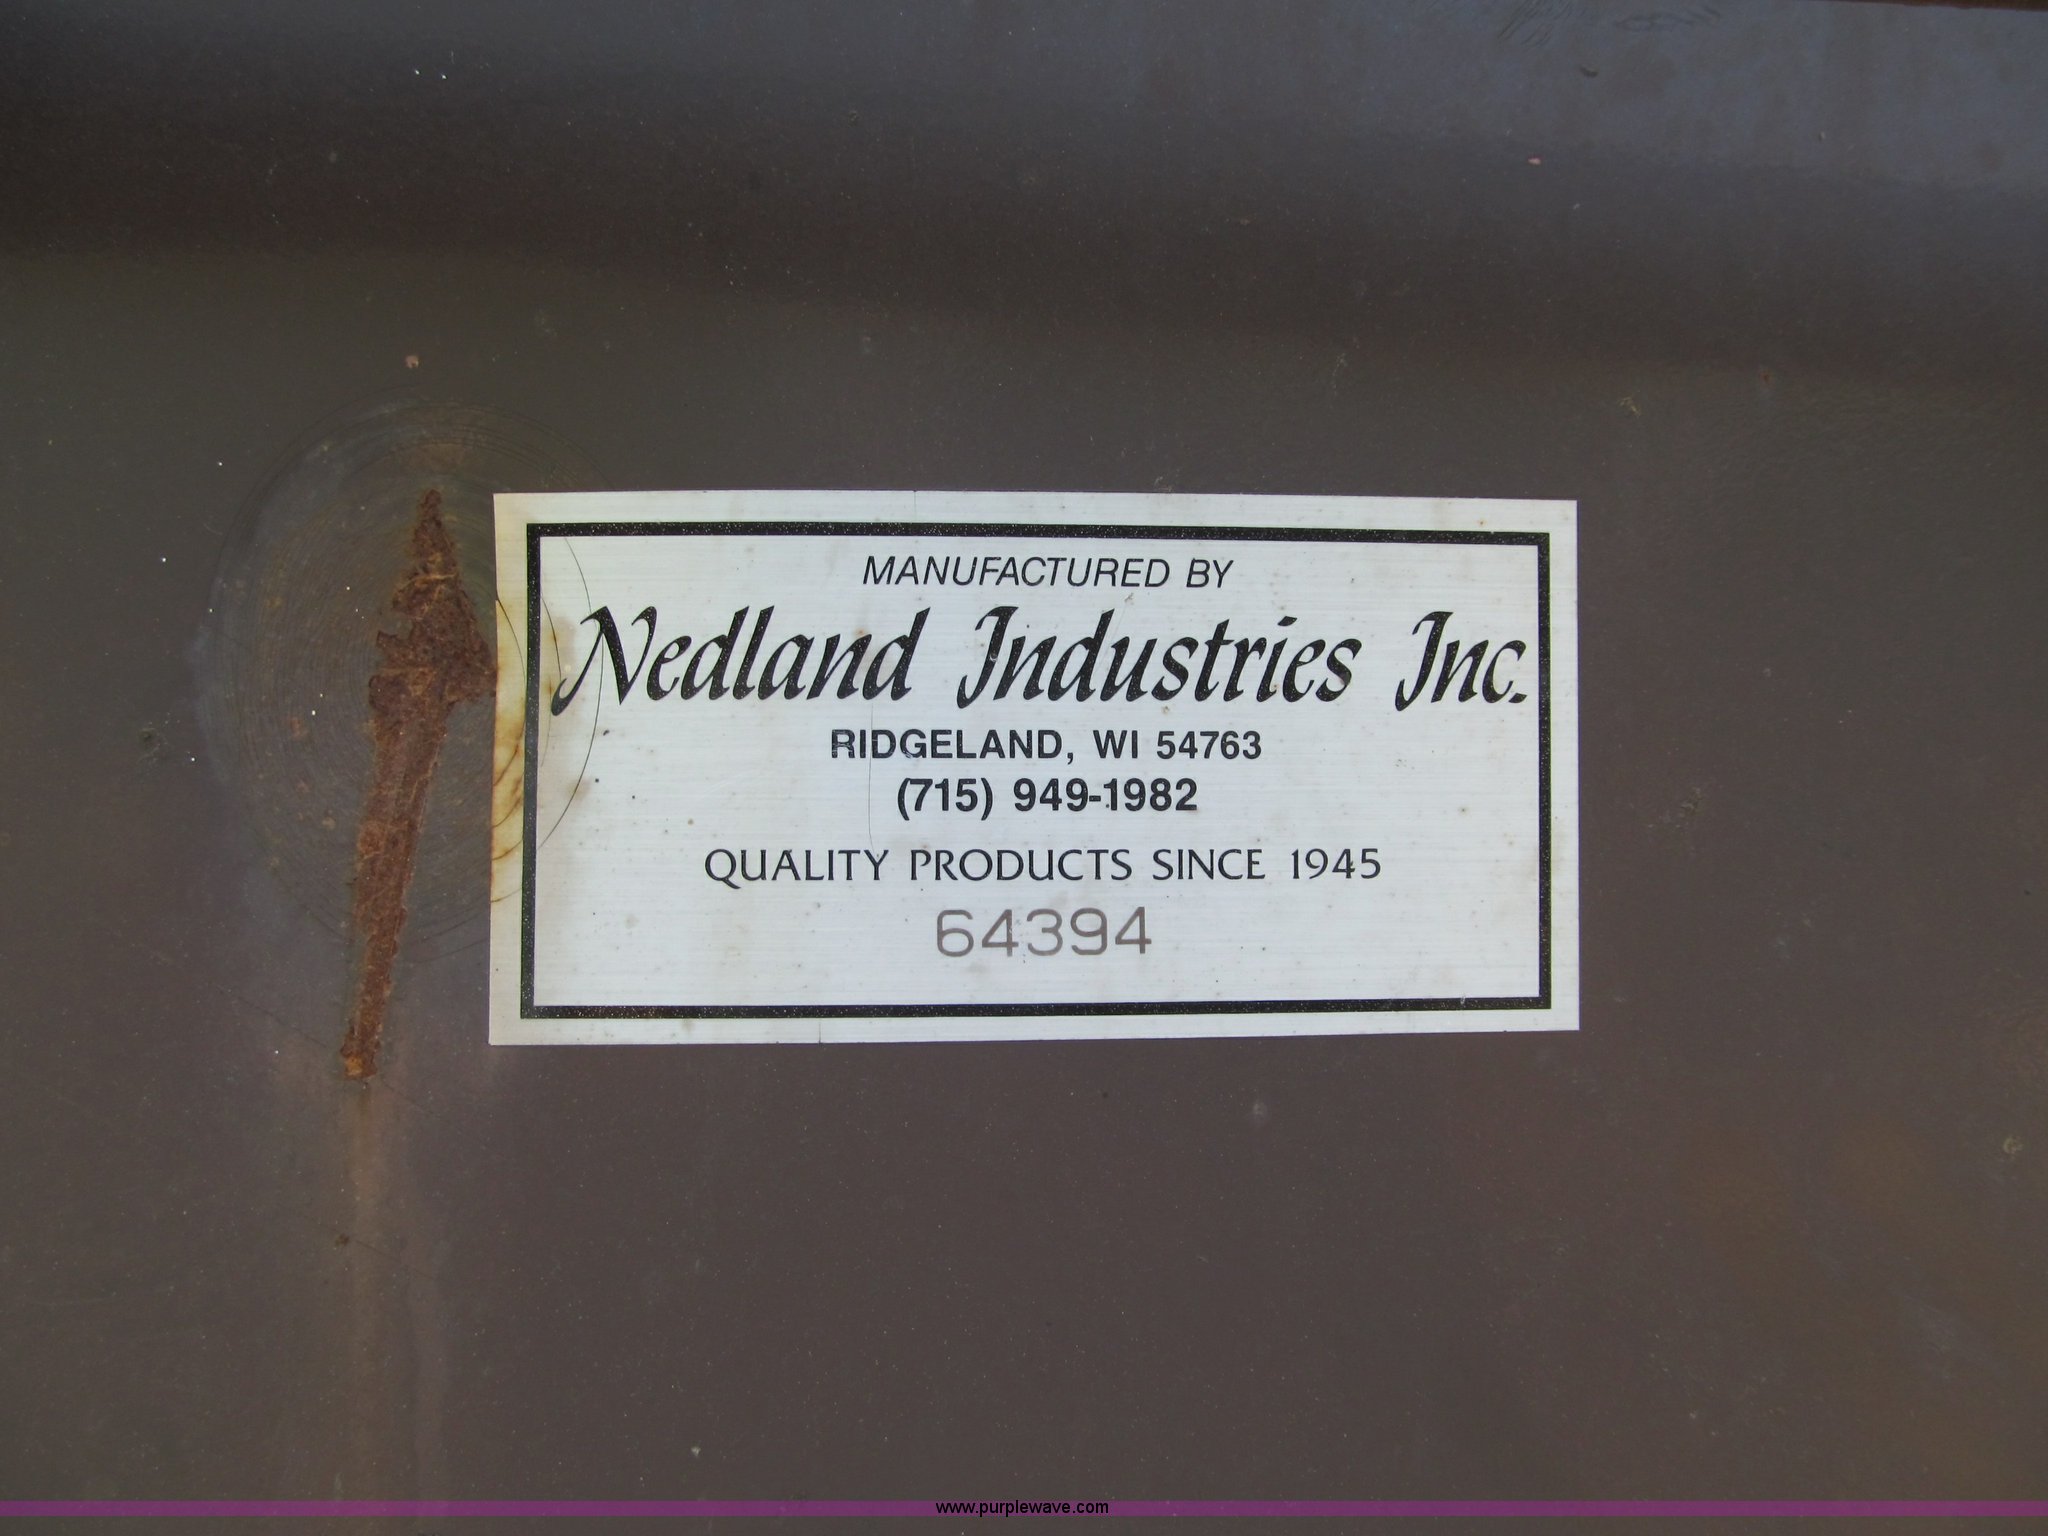 MANUFACTURED BY
Nedland Industries Inc.
RIDGELAND, WI 54763
(715) 949-1982
QUALITY PRODUCTS SINCE 1945
64394
www.purplewave.com